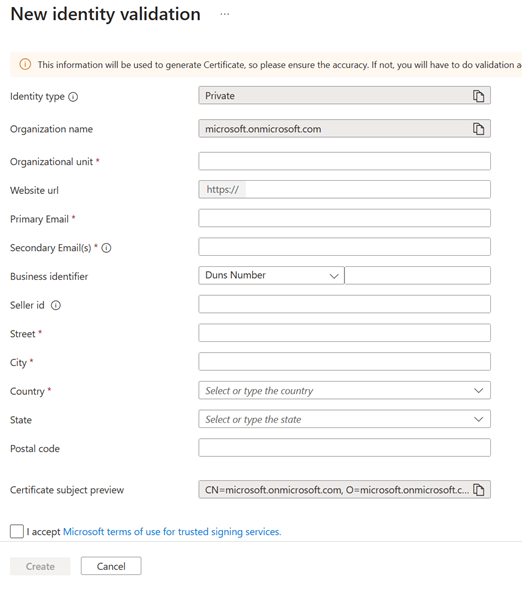 New identity validation ...
This information will be used to generate Certificate, so please ensure the accuracy. If not, you will have to do validation a
Identity type
Private
Organization name
microsoft.onmicrosoft.com
Organizational unit *
Website url
https://
Primary Email *
Secondary Email(s) *
Business identifier
Duns Number
Seller id
Street *
City *
Country *
Select or type the country
State
Select or type the state
Postal code
Certificate subject preview
CN=microsoft.onmicrosoft.com, O=microsoft.onmicrosoft.c...
I accept Microsoft terms of use for trusted signing services.
Create
Cancel